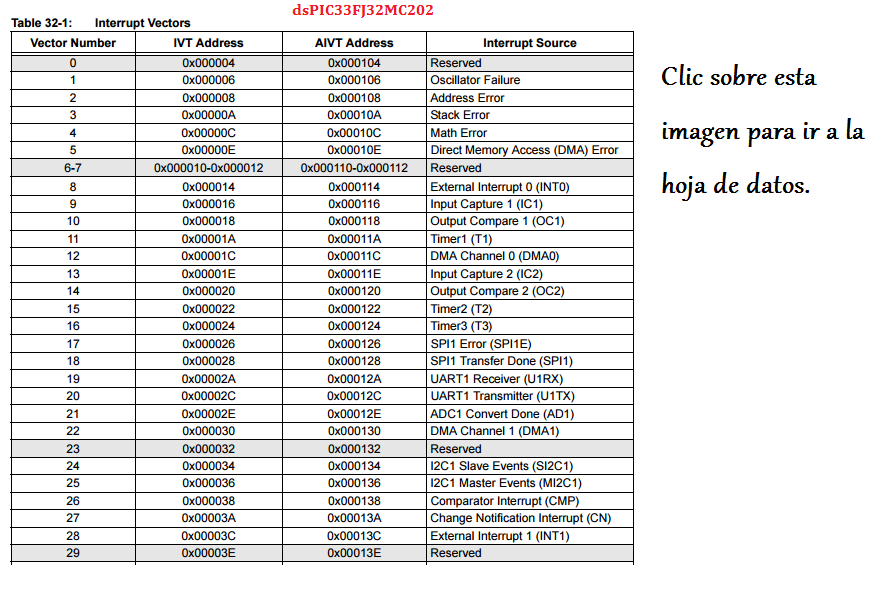 dsPIC33FJ32MC202
Table 32-1: Interrupt Vectors
Vector Number IVT Address AIVT Address Interrupt Source
0 0x000004 0x000104 Reserved
1 0x000006 0x000106 Oscillator Failure
2 0x000008 0x000108 Address Error
3 0x00000A 0x00010A Stack Error
4 0x00000C 0x00010C Math Error
5 0x00000E 0x00010E Direct Memory Access (DMA) Error
6-7 0x000010-0x000012 0x000110-0x000112 Reserved
8 0x000014 0x000114 External Interrupt 0 (INT0)
9 0x000016 0x000116 Input Capture 1 (IC1)
10 0x000018 0x000118 Output Compare 1 (OC1)
11 0x00001A 0x00011A Timer1 (T1)
12 0x00001C 0x00011C DMA Channel 0 (DMA0)
13 0x00001E 0x00011E Input Capture 2 (IC2)
14 0x000020 0x000120 Output Compare 2 (OC2)
15 0x000022 0x000122 Timer2 (T2)
16 0x000024 0x000124 Timer3 (T3)
17 0x000026 0x000126 SPI1 Error (SPI1E)
18 0x000028 0x000128 SPI1 Transfer Done (SPI1)
19 0x00002A 0x00012A UART1 Receiver (U1RX)
20 0x00002C 0x00012C UART1 Transmitter (U1TX)
21 0x00002E 0x00012E ADC1 Convert Done (AD1)
22 0x000030 0x000130 DMA Channel 1 (DMA1)
23 0x000032 0x000132 Reserved
24 0x000034 0x000134 I2C1 Slave Events (SI2C1)
25 0x000036 0x000136 I2C1 Master Events (MI2C1)
26 0x000038 0x000138 Comparator Interrupt (CMP)
27 0x00003A 0x00013A Change Notification Interrupt (CN)
28 0x00003C 0x00013C External Interrupt 1 (INT1)
29 0x00003E 0x00013E Reserved
Clic sobre esta
imagen para ir a la
hoja de datos.